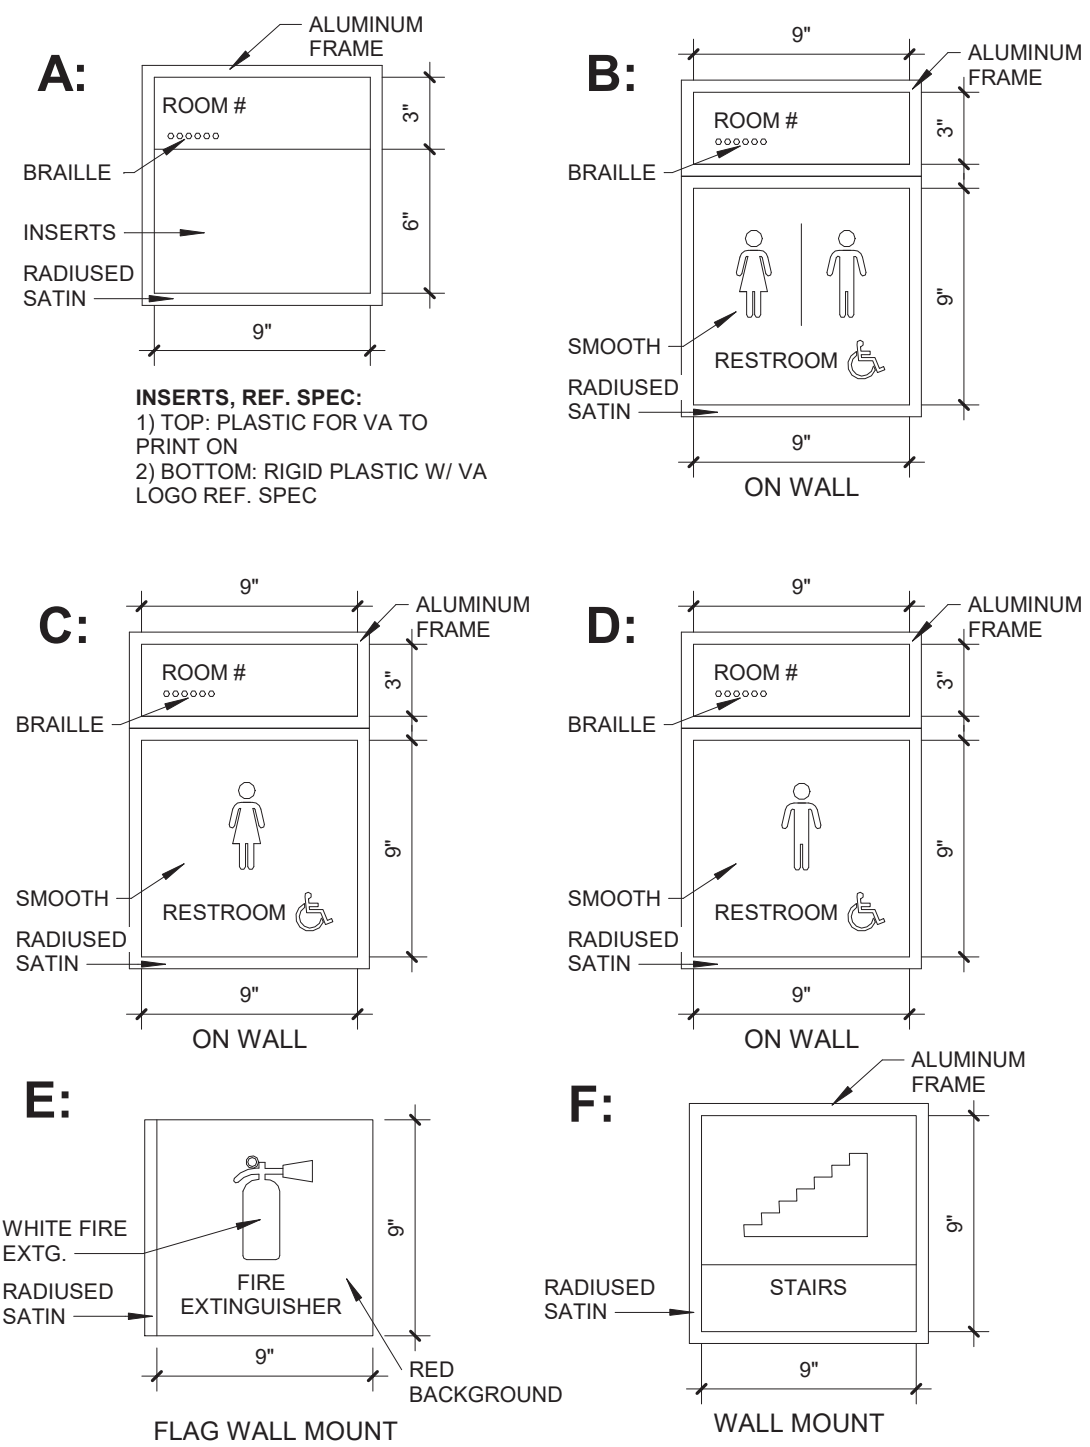 A:
ALUMINUM
FRAME
ROOM #
3"
BRAILLE
INSERTS
6"
RADIUSED
SATIN
9"
INSERTS, REF. SPEC:
1) TOP: PLASTIC FOR VA TO
PRINT ON
2) BOTTOM: RIGID PLASTIC W/ VA
LOGO REF. SPEC
B:
9"
ALUMINUM
FRAME
ROOM #
3"
BRAILLE
9"
SMOOTH
RESTROOM
RADIUSED
SATIN
9"
ON WALL
C:
9"
ALUMINUM
FRAME
ROOM #
3"
BRAILLE
9"
SMOOTH
RESTROOM
RADIUSED
SATIN
9"
ON WALL
D:
9"
ALUMINUM
FRAME
ROOM #
3"
BRAILLE
9"
SMOOTH
RESTROOM
RADIUSED
SATIN
9"
ON WALL
E:
WHITE FIRE
EXTG.
9"
FIRE
EXTINGUISHER
RADIUSED
SATIN
9"
RED
BACKGROUND
FLAG WALL MOUNT
F:
ALUMINUM
FRAME
9"
STAIRS
RADIUSED
SATIN
9"
WALL MOUNT